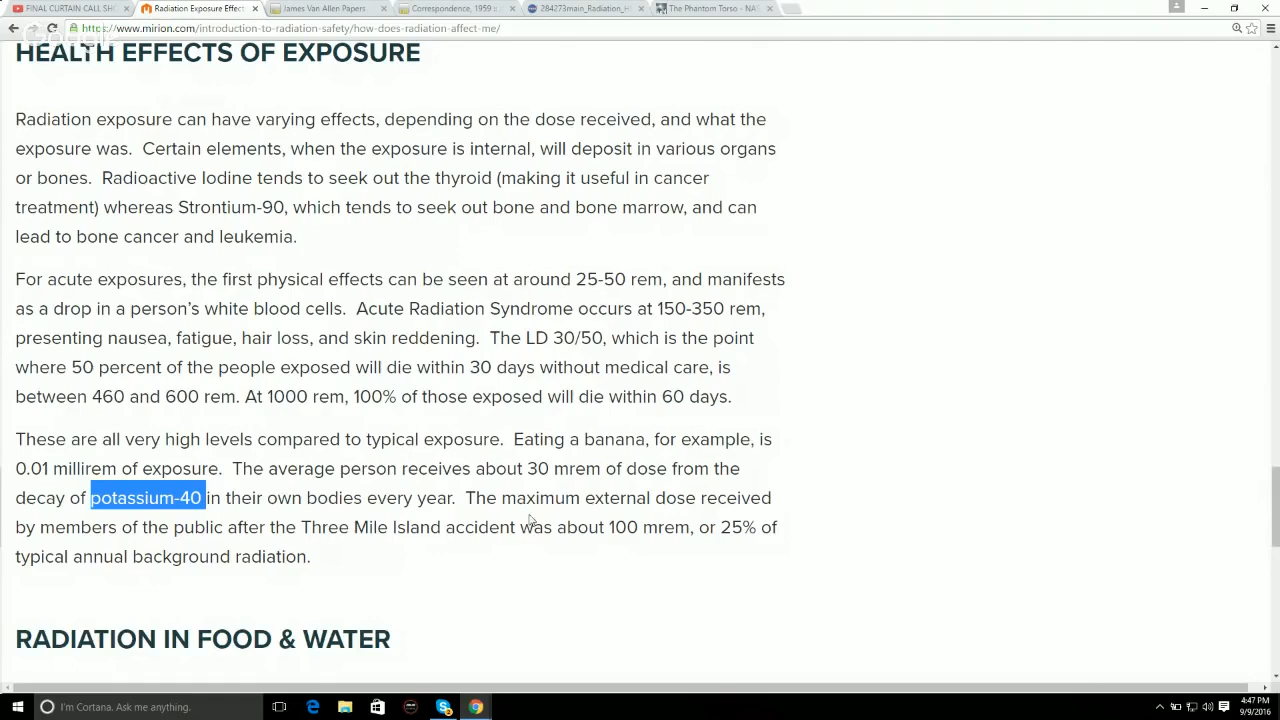 FINAL CURTAIN CALL SH
Radiation Exposure Effect
James Van Allen Papers
Correspondence, 1959 
284273main_Radiation_H
The Phantom Torso - NA
https://www.mirion.com/introduction-to-radiation-safety/how-does-radiation-affect-me/
Google
HEALTH EFFECTS OF EXPOSURE
Radiation exposure can have varying effects, depending on the dose received, and what the
exposure was. Certain elements, when the exposure is internal, will deposit in various organs
or bones. Radioactive Iodine tends to seek out the thyroid (making it useful in cancer
treatment) whereas Strontium-90, which tends to seek out bone and bone marrow, and can
lead to bone cancer and leukemia.
For acute exposures, the first physical effects can be seen at around 25-50 rem, and manifests
as a drop in a person's white blood cells. Acute Radiation Syndrome occurs at 150-350 rem,
presenting nausea, fatigue, hair loss, and skin reddening. The LD 30/50, which is the point
where 50 percent of the people exposed will die within 30 days without medical care, is
between 460 and 600 rem. At 1000 rem, 100% of those exposed will die within 60 days.
These are all very high levels compared to typical exposure. Eating a banana, for example, is
0.01 millirem of exposure. The average person receives about 30 mrem of dose from the
decay of potassium-40 in their own bodies every year. The maximum external dose received
by members of the public after the Three Mile Island accident was about 100 mrem, or 25% of
typical annual background radiation.
RADIATION IN FOOD & WATER
I'm Cortana. Ask me anything.
4:47 PM
9/9/2016